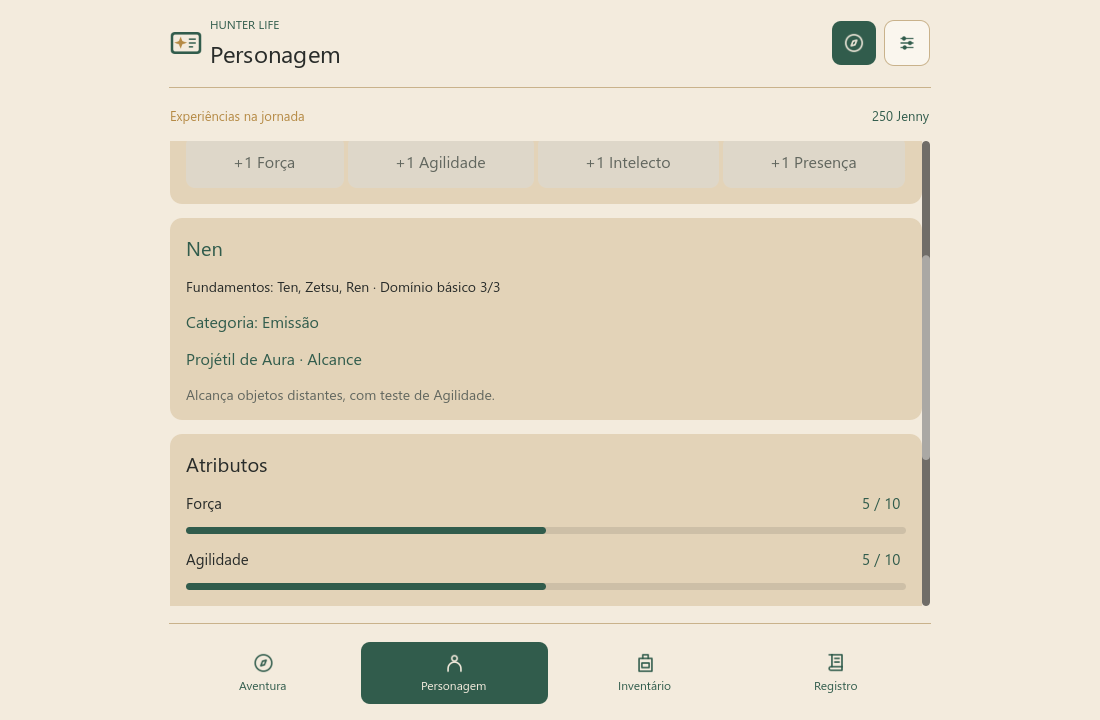 HUNTER LIFE
Personagem
Experiências na jornada
250 Jenny
+1 Força
+1 Agilidade
+1 Intelecto
+1 Presença
Nen
Fundamentos: Ten, Zetsu, Ren · Domínio básico 3/3
Categoria: Emissão
Projétil de Aura · Alcance
Alcança objetos distantes, com teste de Agilidade.
Atributos
Força
5 / 10
Agilidade
5 / 10
Aventura
Personagem
Inventário
Registro